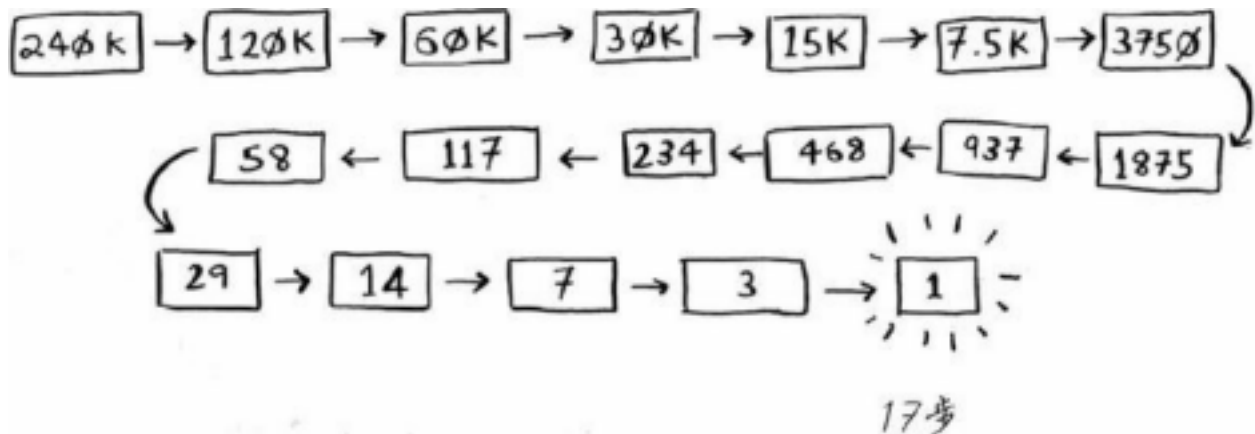 240K → 120K → 60K → 30K → 15K → 7.5K → 3750
58 ← 117 ← 234 ← 468 ← 937 ← 1875
29 → 14 → 7 → 3 → 1
17步